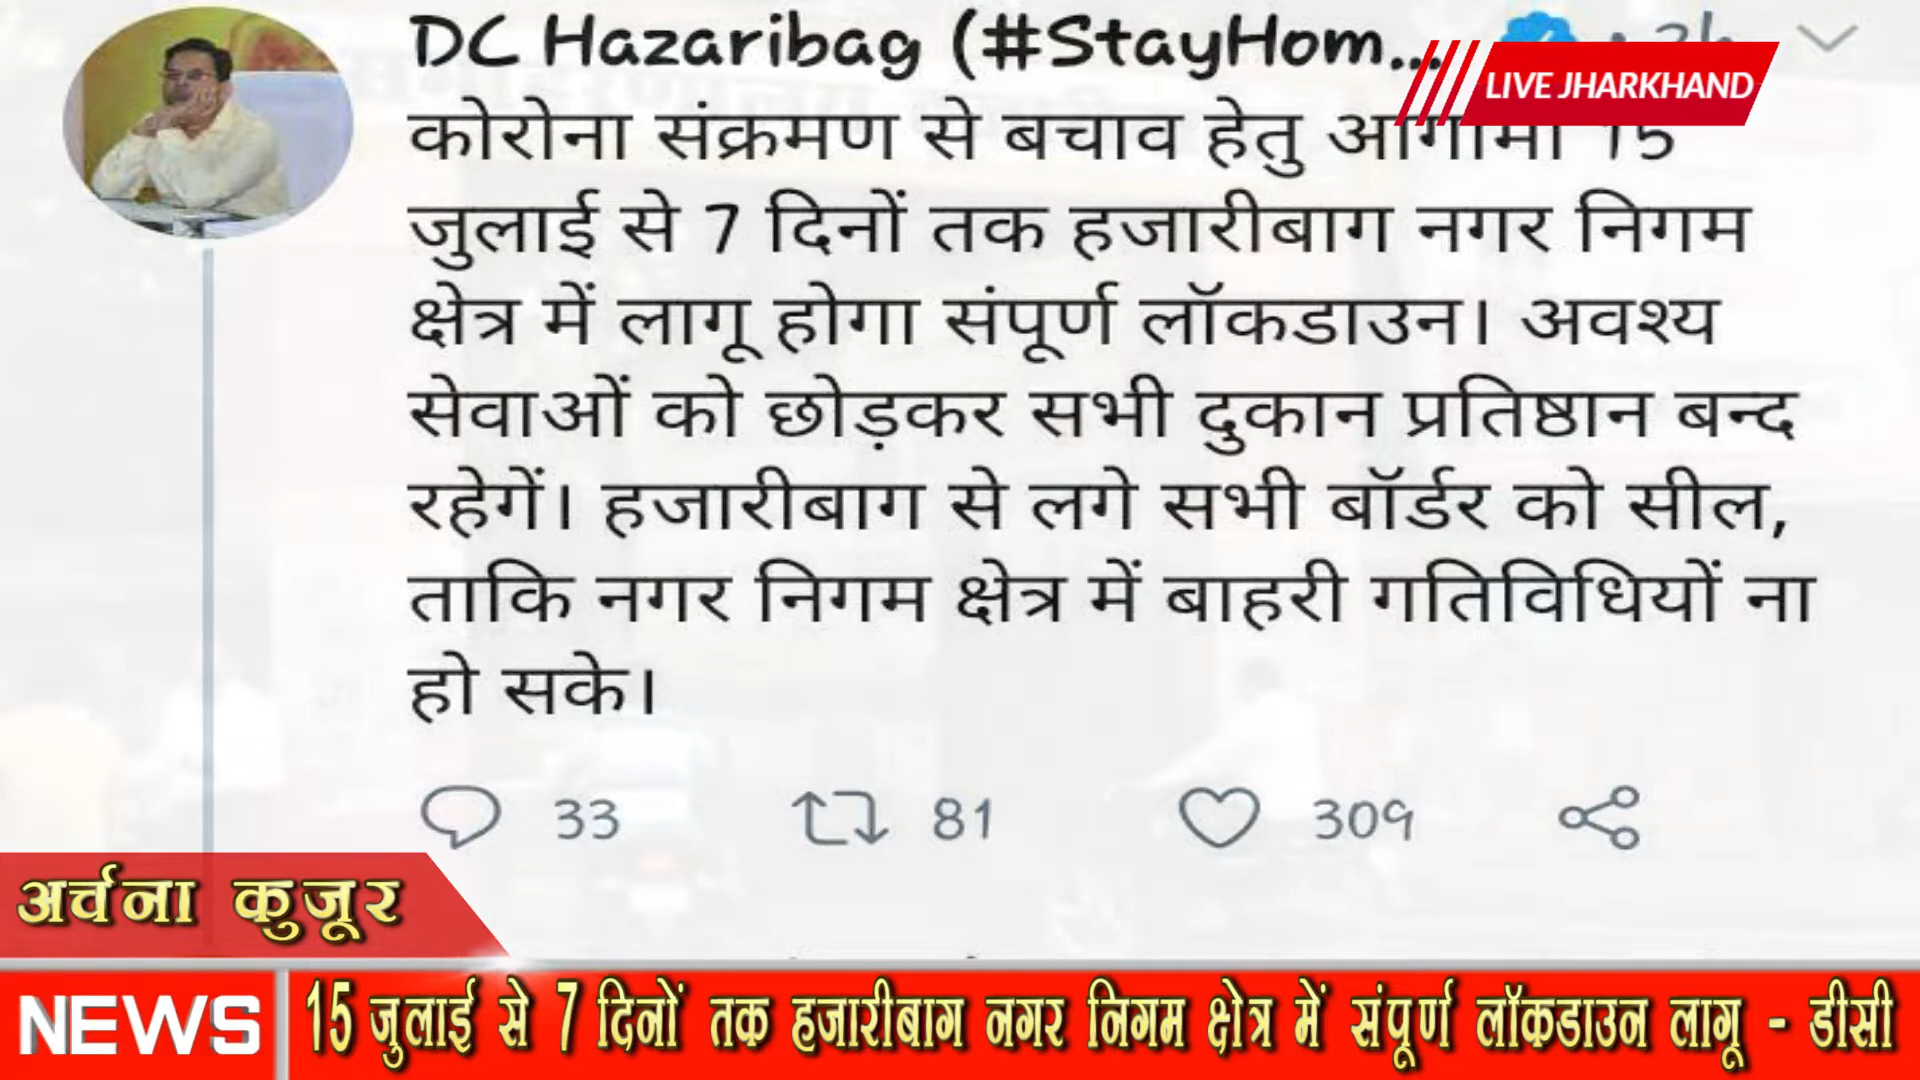 DC Hazaribag (#StayHom...
LIVE JHARKHAND
कोरोना संक्रमण से बचाव हेतु आगामी 15
जुलाई से 7 दिनों तक हजारीबाग नगर निगम
क्षेत्र में लागू होगा संपूर्ण लॉकडाउन। अवश्य
सेवाओं को छोड़कर सभी दुकान प्रतिष्ठान बन्द
रहेगें। हजारीबाग से लगे सभी बॉर्डर को सील,
ताकि नगर निगम क्षेत्र में बाहरी गतिविधियों ना
हो सके।
33 81 309
अर्चना कुजूर
NEWS 15 जुलाई से 7 दिनों तक हजारीबाग नगर निगम क्षेत्र में संपूर्ण लॉकडाउन लागू - डीसी